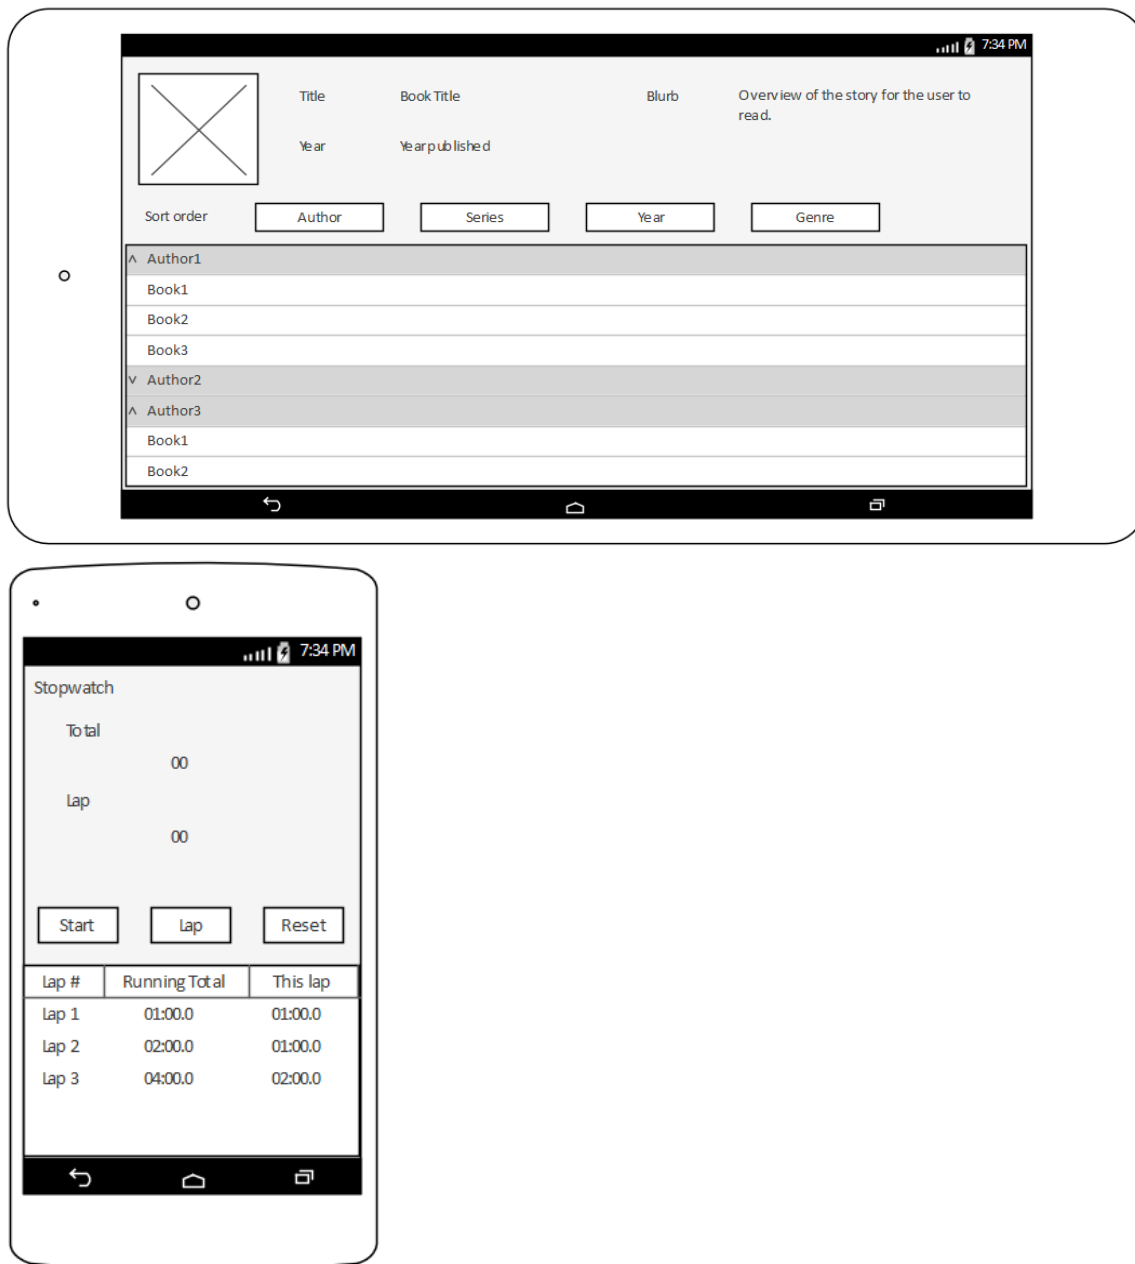 7:34 PM
Title Book Title Blurb Overview of the story for the user to
read.
Year Year published
Sort order Author Series Year Genre
^ Author1
Book1
Book2
Book3
v Author2
^ Author3
Book1
Book2
7:34 PM
Stopwatch
Total
00
Lap
00
Start Lap Reset
Lap # Running Total This lap
Lap 1 01:00.0 01:00.0
Lap 2 02:00.0 01:00.0
Lap 3 04:00.0 02:00.0